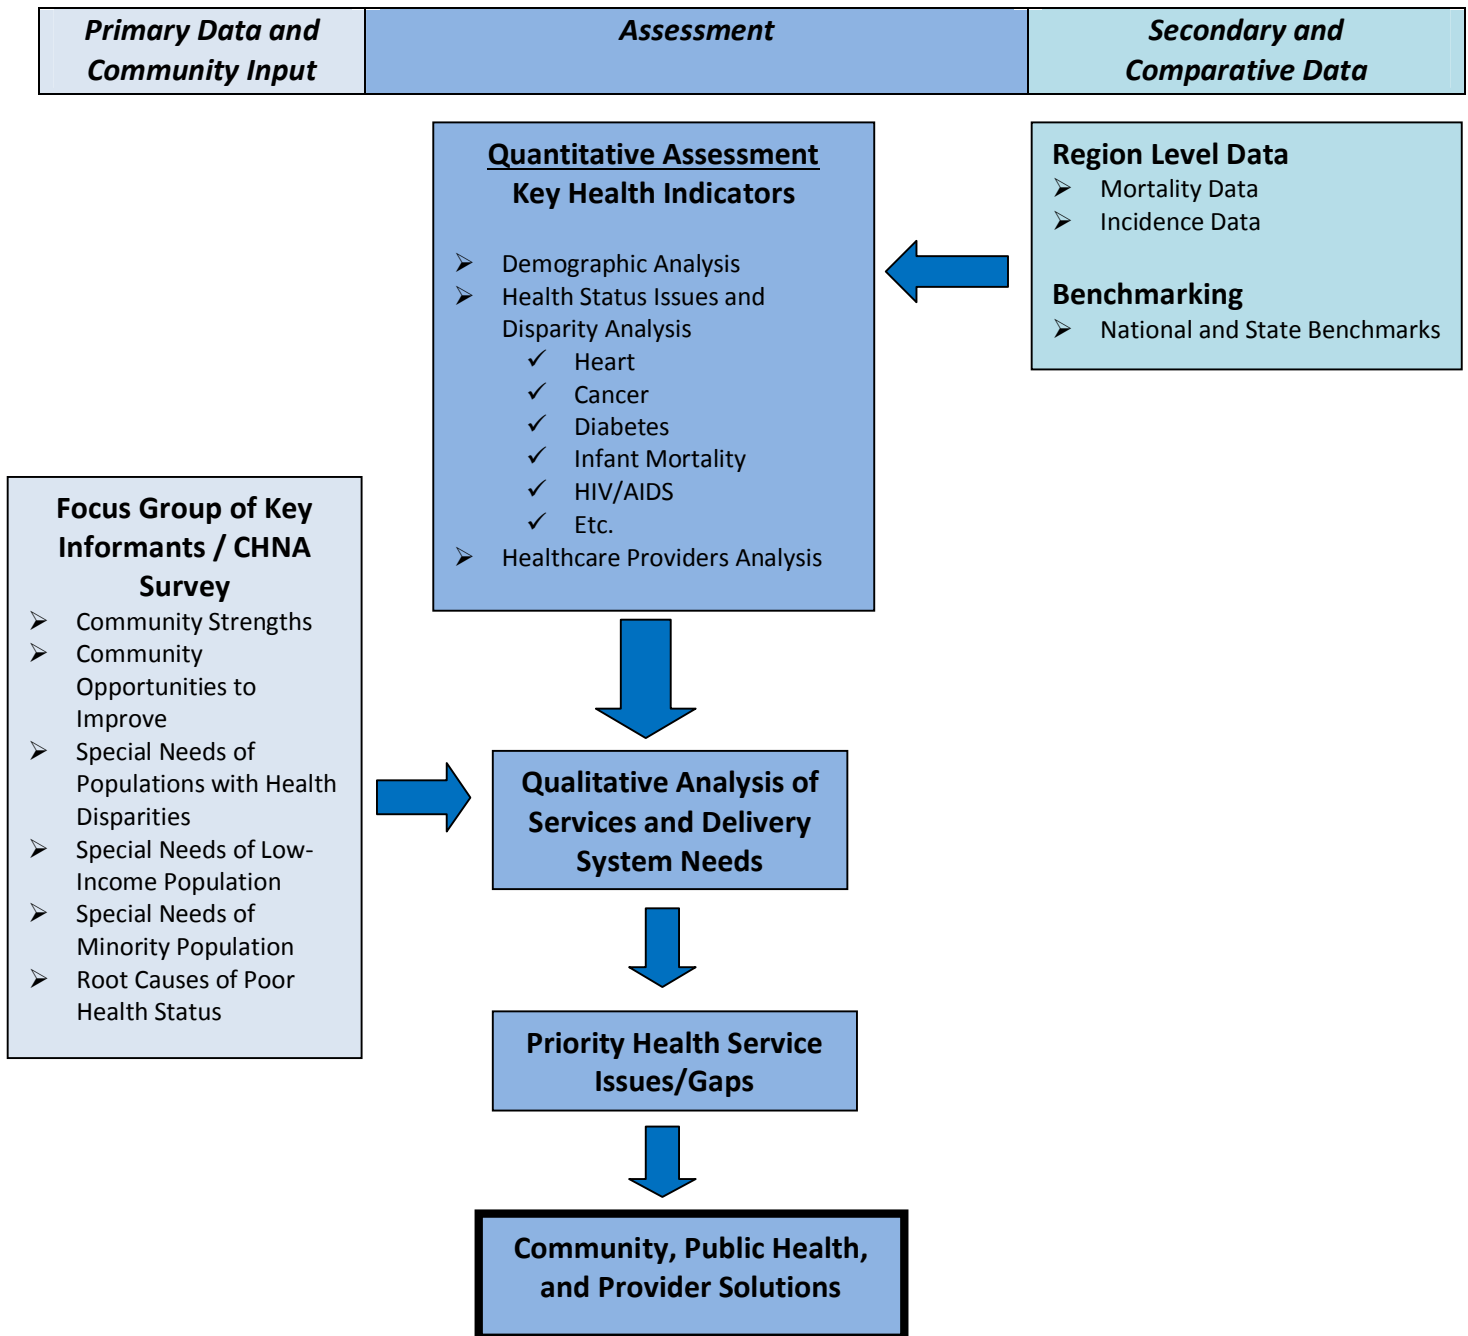 Primary Data and
Community Input
Assessment
Secondary and
Comparative Data
Quantitative Assessment
Key Health Indicators
➢ Demographic Analysis
➢ Health Status Issues and
Disparity Analysis
✓ Heart
✓ Cancer
✓ Diabetes
✓ Infant Mortality
✓ HIV/AIDS
✓ Etc.
➢ Healthcare Providers Analysis
Region Level Data
➢ Mortality Data
➢ Incidence Data
Benchmarking
➢ National and State Benchmarks
Focus Group of Key
Informants / CHNA
Survey
➢ Community Strengths
➢ Community
Opportunities to
Improve
➢ Special Needs of
Populations with Health
Disparities
➢ Special Needs of Low-
Income Population
➢ Special Needs of
Minority Population
➢ Root Causes of Poor
Health Status
Qualitative Analysis of
Services and Delivery
System Needs
Priority Health Service
Issues/Gaps
Community, Public Health,
and Provider Solutions